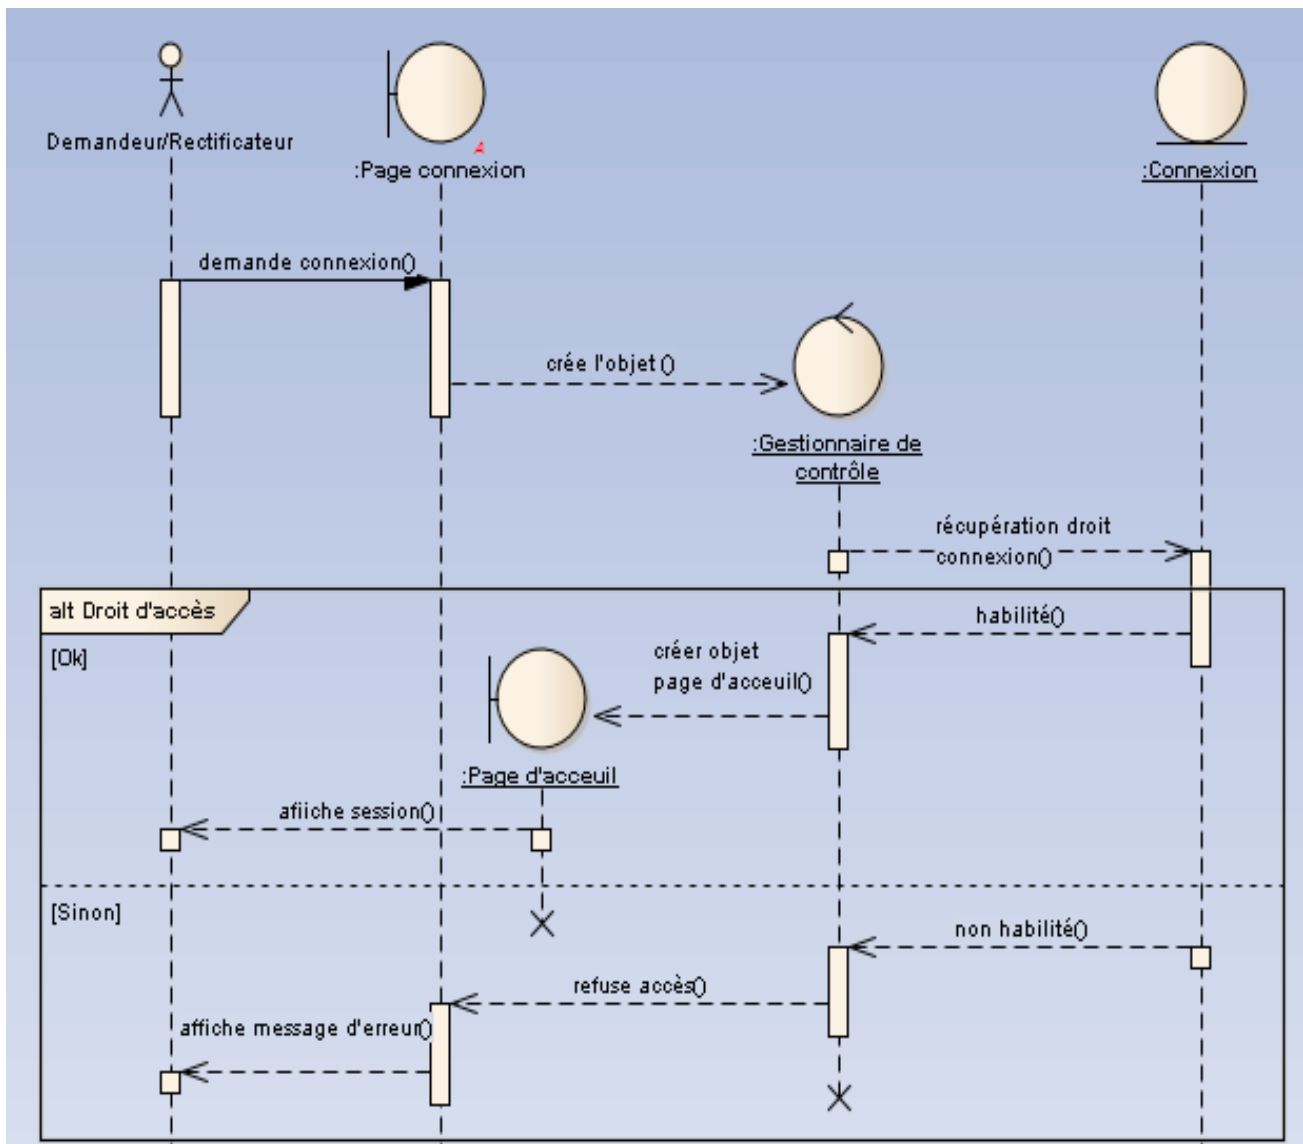 Demandeur/Rectificateur
A
:Page connexion
:Connexion
demande connexion()
crée l'objet ()
:Gestionnaire de
contrôle
récupération droit
connexion()
alt Droit d'accès
habilité()
[Ok]
créer objet
page d'acceuil()
:Page d'acceuil
afiiche session()
[Sinon]
non habilité()
refuse accès()
affiche message d'erreur()